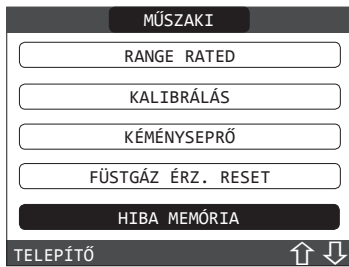 MŰSZAKI
RANGE RATED
KALIBRÁLÁS
KÉMÉNYSEPRŐ
FÜSTGÁZ ÉRZ. RESET
HIBA MEMÓRIA
TELEPÍTŐ